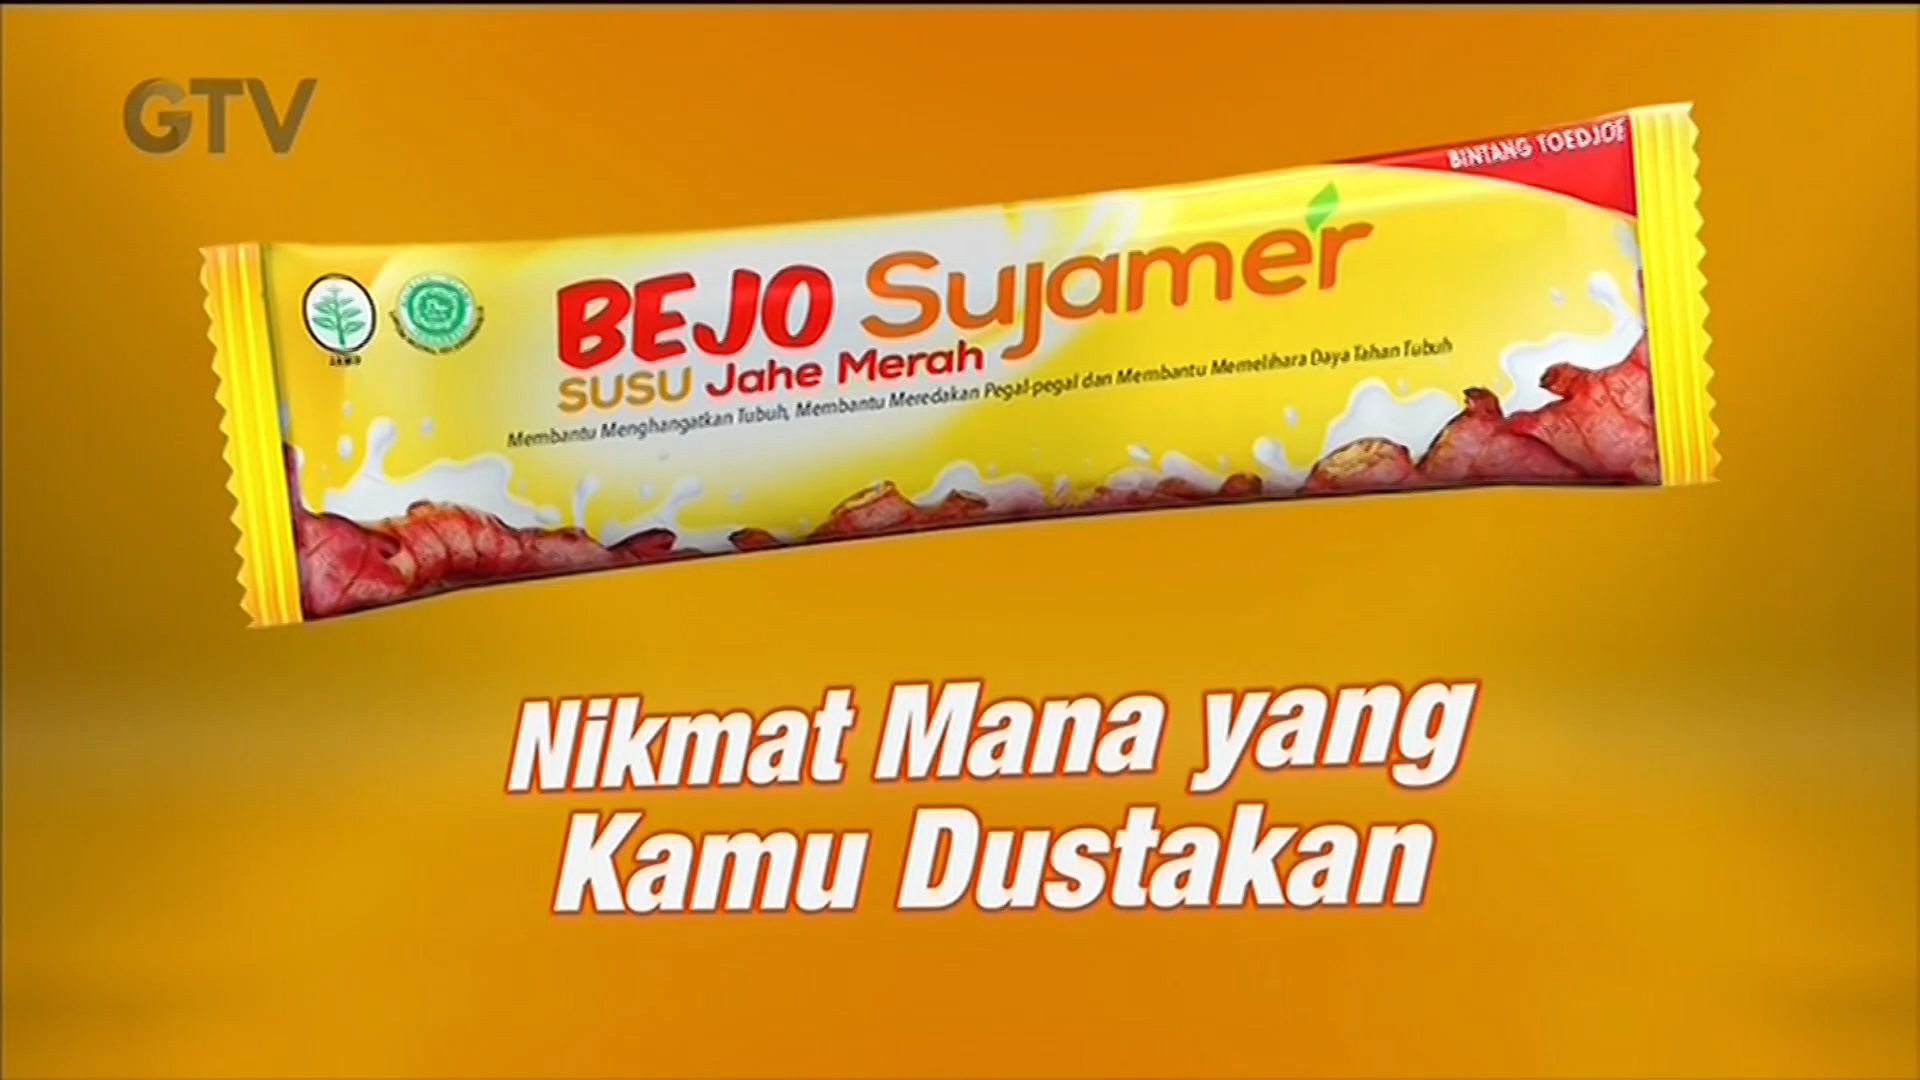 GTV
BINTANG TOEDJOE
BEJO Sujamer
SUSU Jahe Merah
Membantu Menghangatkan Tubuh, Membantu Meredakan Pegal-pegal dan Membantu Memelihara Daya Tahan Tubuh
JAMU
Nikmat Mana yang
Kamu Dustakan